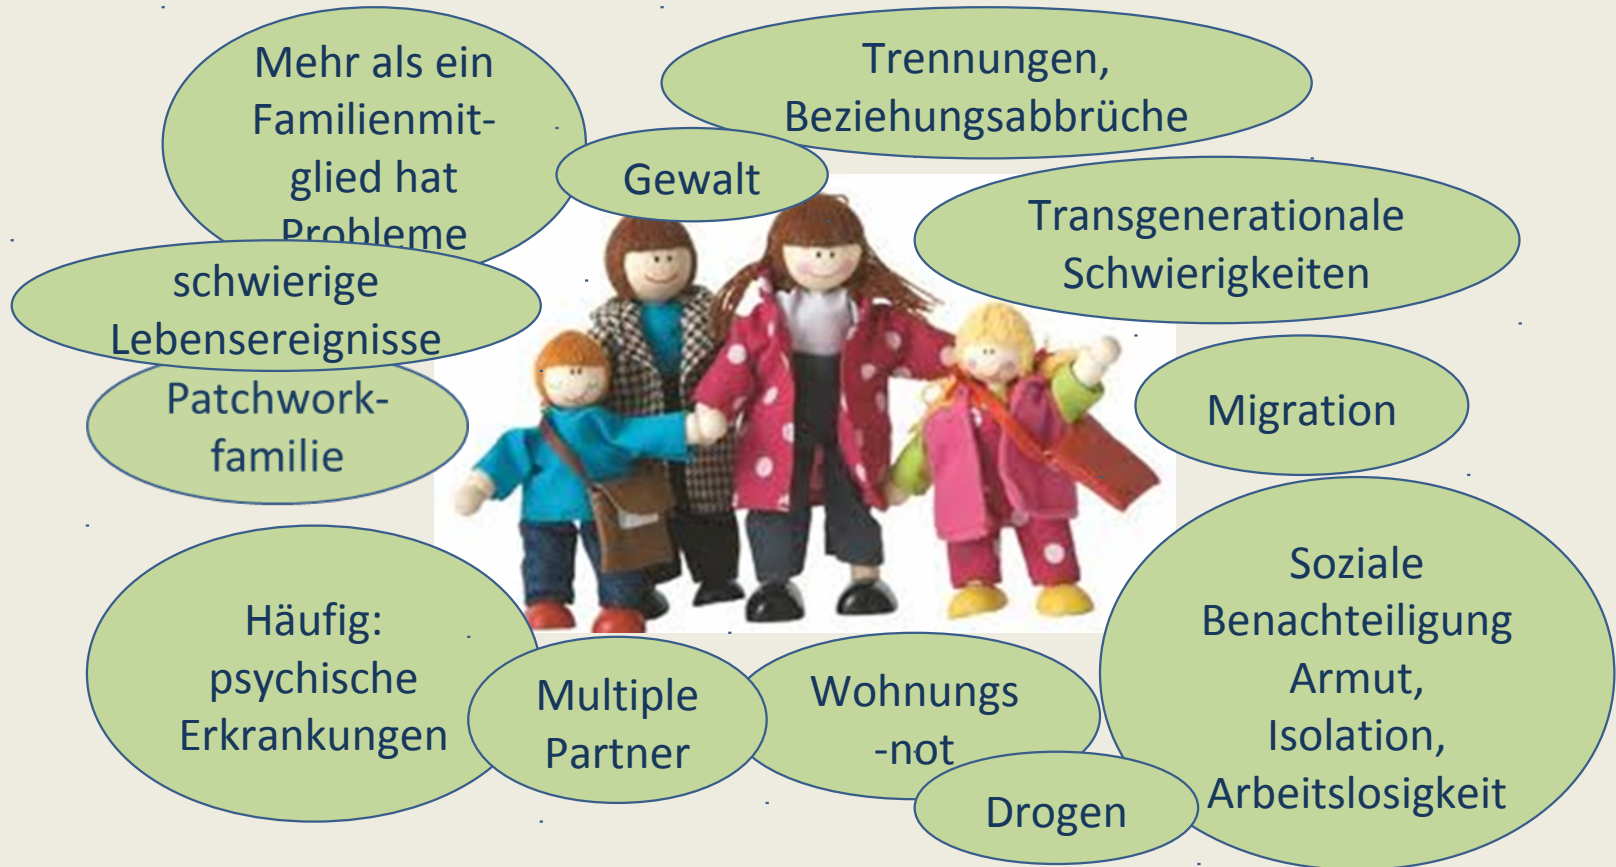 Mehr als ein
Familienmit-
glied hat
Probleme
Trennungen,
Beziehungsabbrüche
Gewalt
Transgenerationale
Schwierigkeiten
schwierige
Lebensereignisse
Patchwork-
familie
Migration
Häufig:
psychische
Erkrankungen
Multiple
Partner
Wohnungs
-not
Drogen
Soziale
Benachteiligung
Armut,
Isolation,
Arbeitslosigkeit